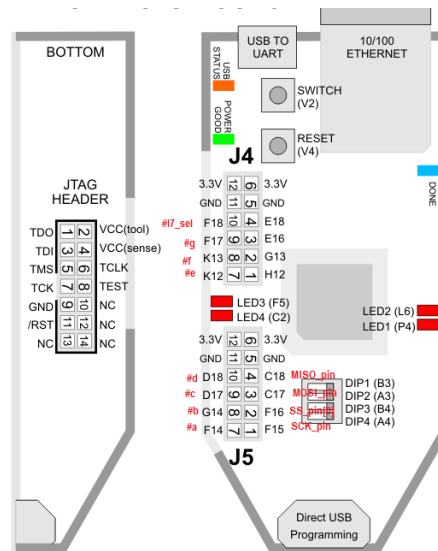 BOTTOM
USB TO
UART
10/100
ETHERNET
USB
STATUS
SWITCH
(V2)
POWER
GOOD
RESET
(V4)
J4
DONE
JTAG
HEADER
TDO 1 2 VCC(tool)
TDI 3 4 VCC(sense)
TMS 5 6 TCLK
TCK 7 8 TEST
GND 9 10 NC
/RST 11 12 NC
NC 13 14 NC
3.3V 12 6 3.3V
GND 11 5 GND
#l7_sel F18 10 4 E18
#g F17 9 3 E16
#f K13 8 2 G13
#e K12 7 1 H12
LED3 (F5)
LED4 (C2)
LED2 (L6)
LED1 (P4)
3.3V 12 6 3.3V
GND 11 5 GND
#d D18 10 4 C18 MISO_pin
#c D17 9 3 C17 MOSI_pin
#b G14 8 2 F16 SS_pin[0]
#a F14 7 1 F15 SCK_pin
DIP1 (B3)
DIP2 (A3)
DIP3 (B4)
DIP4 (A4)
J5
Direct USB
Programming